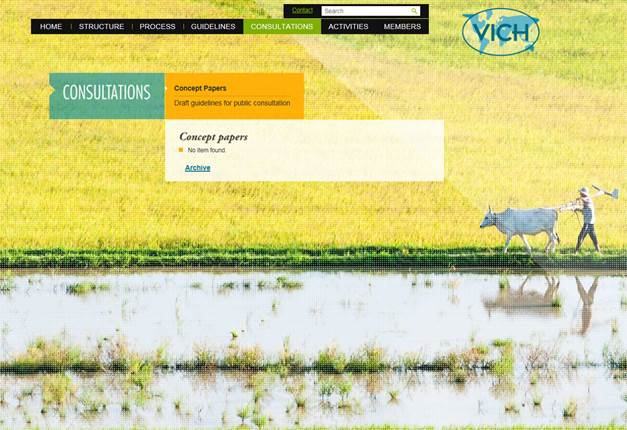 Contact
Search
HOME STRUCTURE PROCESS GUIDELINES CONSULTATIONS ACTIVITIES MEMBERS
VICH
CONSULTATIONS
Concept Papers
Draft guidelines for public consultation
Concept papers
No item found.
Archive